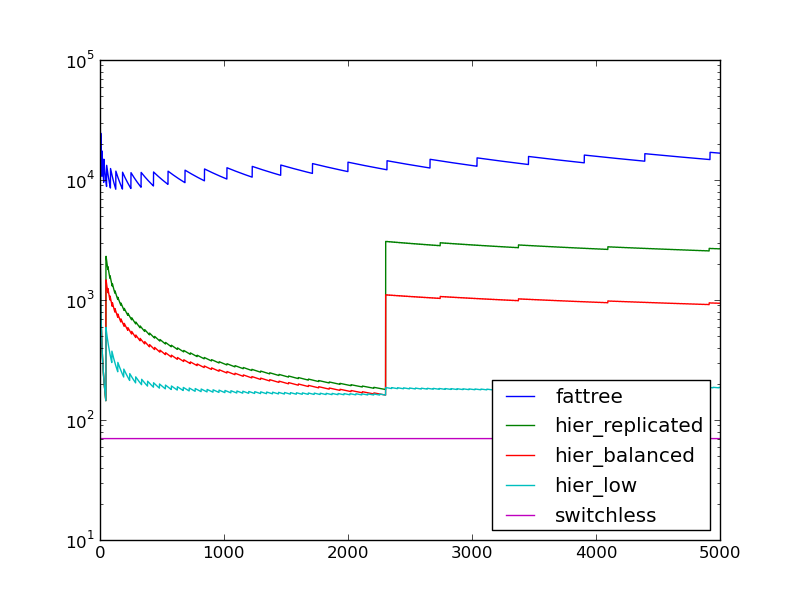 10^5
10^4
10^3
10^2
10^1
0
1000
2000
3000
4000
5000
fattree
hier_replicated
hier_balanced
hier_low
switchless